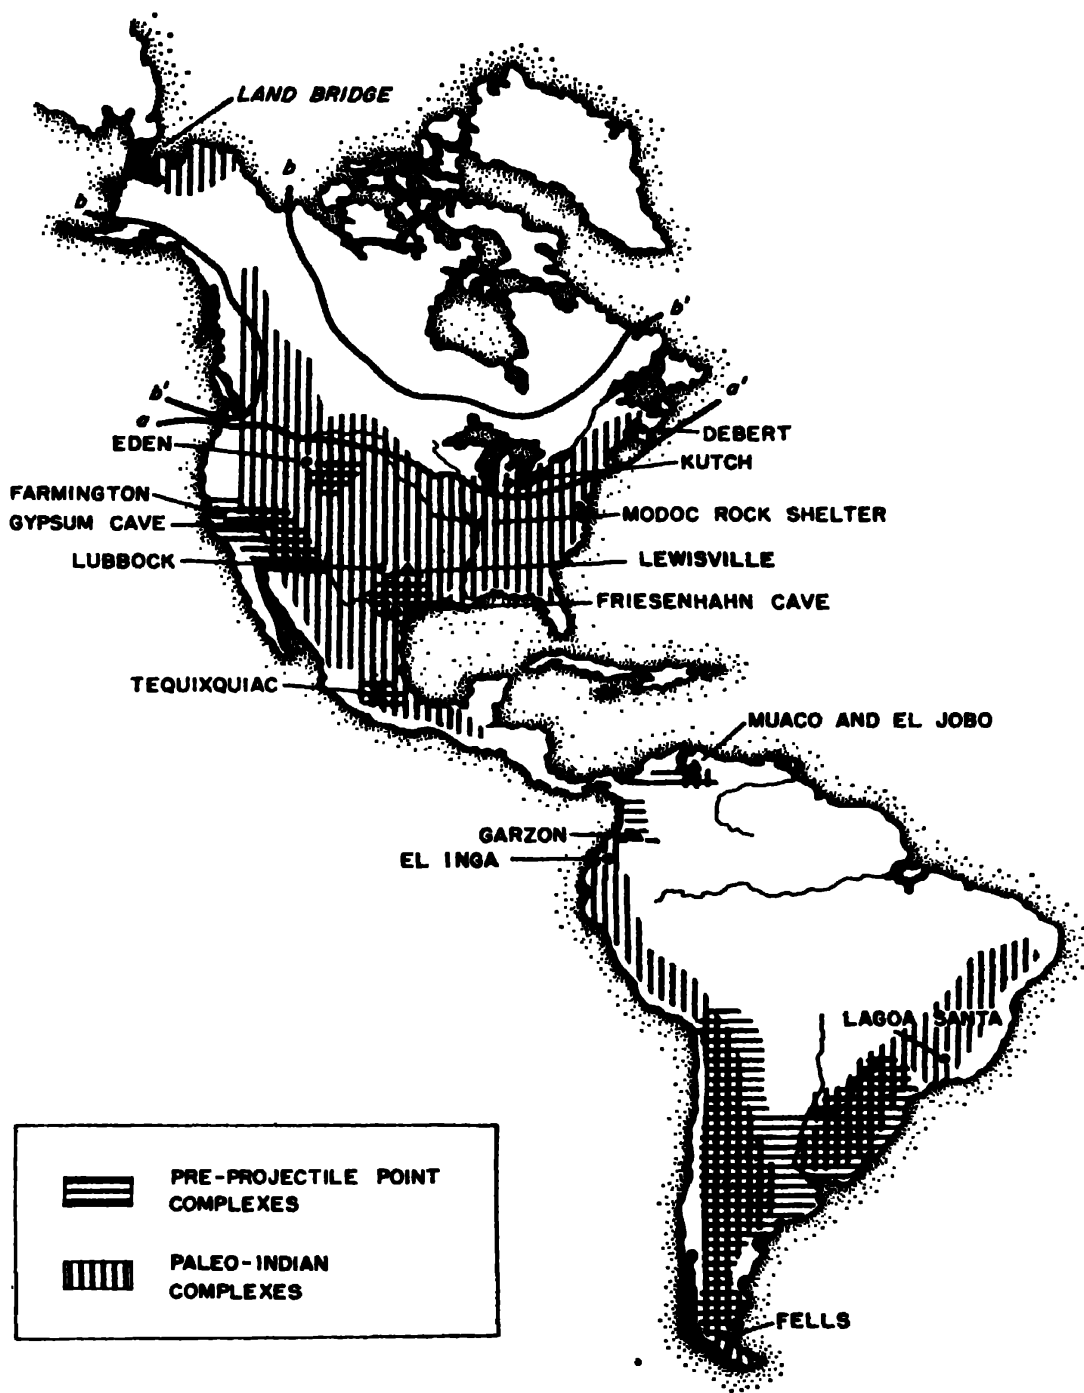 LAND BRIDGE
b
b
b'
a'
b'
a
EDEN
DEBERT
KUTCH
FARMINGTON
GYPSUM CAVE
MODOC ROCK SHELTER
LUBBOCK
LEWISVILLE
FRIESENHAHN CAVE
TEQUIXQUIAC
MUACO AND EL JOBO
GARZON
EL INGA
LAGOA SANTA
PRE-PROJECTILE POINT
COMPLEXES
PALEO-INDIAN
COMPLEXES
FELLS